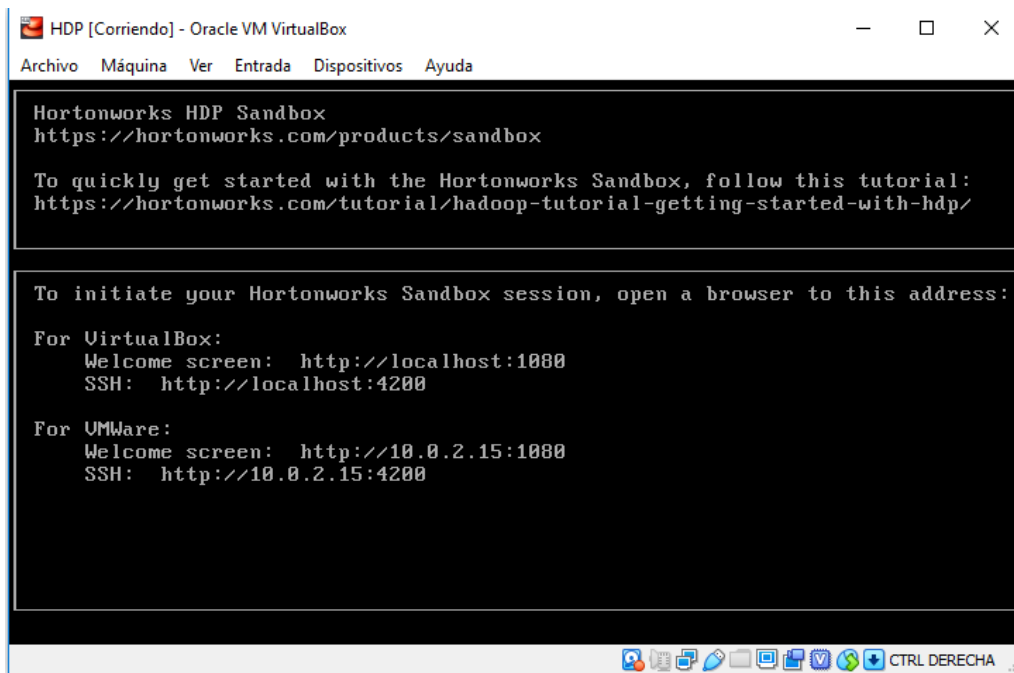 HDP [Corriendo] - Oracle VM VirtualBox
Archivo Máquina Ver Entrada Dispositivos Ayuda
Hortonworks HDP Sandbox
https://hortonworks.com/products/sandbox
To quickly get started with the Hortonworks Sandbox, follow this tutorial:
https://hortonworks.com/tutorial/hadoop-tutorial-getting-started-with-hdp/
To initiate your Hortonworks Sandbox session, open a browser to this address:
For VirtualBox:
Welcome screen: http://localhost:1080
SSH: http://localhost:4200
For VMWare:
Welcome screen: http://10.0.2.15:1080
SSH: http://10.0.2.15:4200
CTRL DERECHA